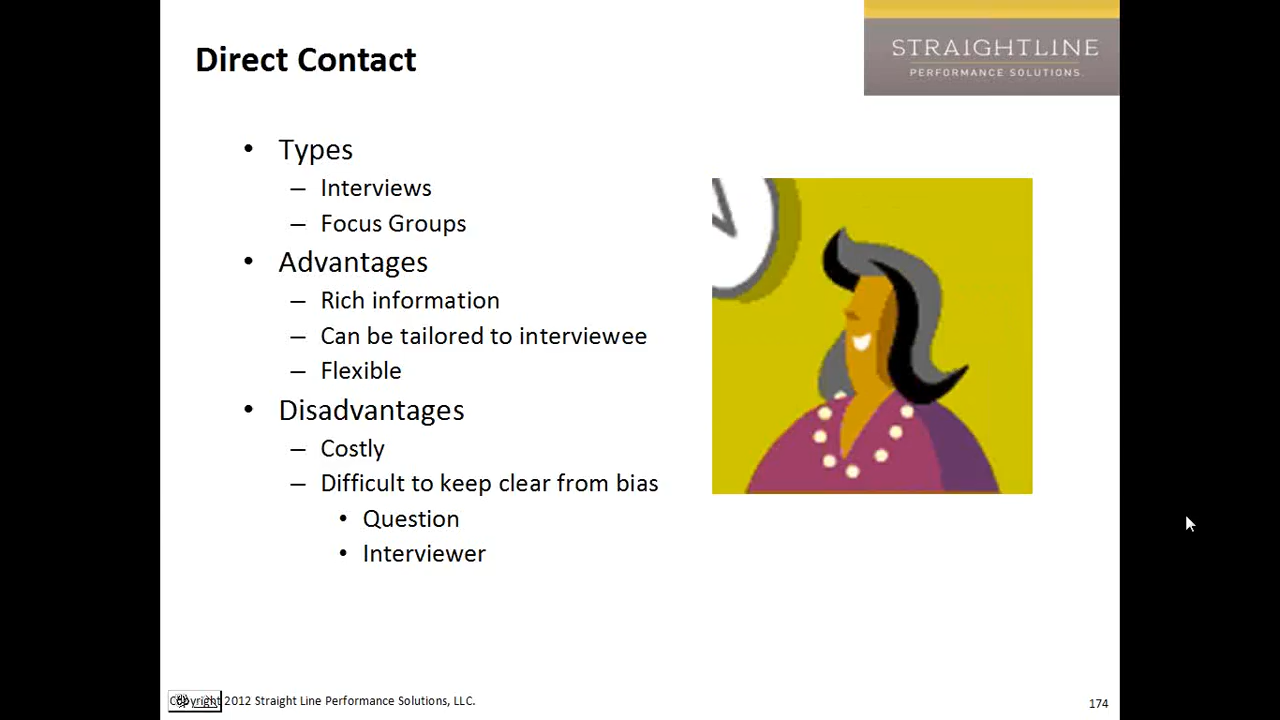 Direct Contact
STRAIGHTLINE
PERFORMANCE SOLUTIONS.
• Types
– Interviews
– Focus Groups
• Advantages
– Rich information
– Can be tailored to interviewee
– Flexible
• Disadvantages
– Costly
– Difficult to keep clear from bias
• Question
• Interviewer
Copyright 2012 Straight Line Performance Solutions, LLC.
174